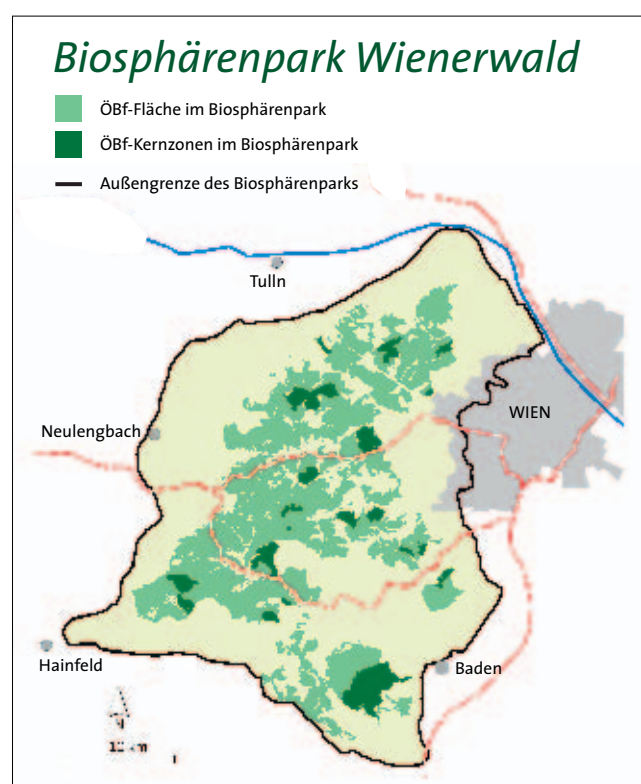 Biosphärenpark Wienerwald
ÖBf-Fläche im Biosphärenpark
ÖBf-Kernzonen im Biosphärenpark
Außengrenze des Biosphärenparks
Tulln
WIEN
Neulengbach
Hainfeld
Baden
N